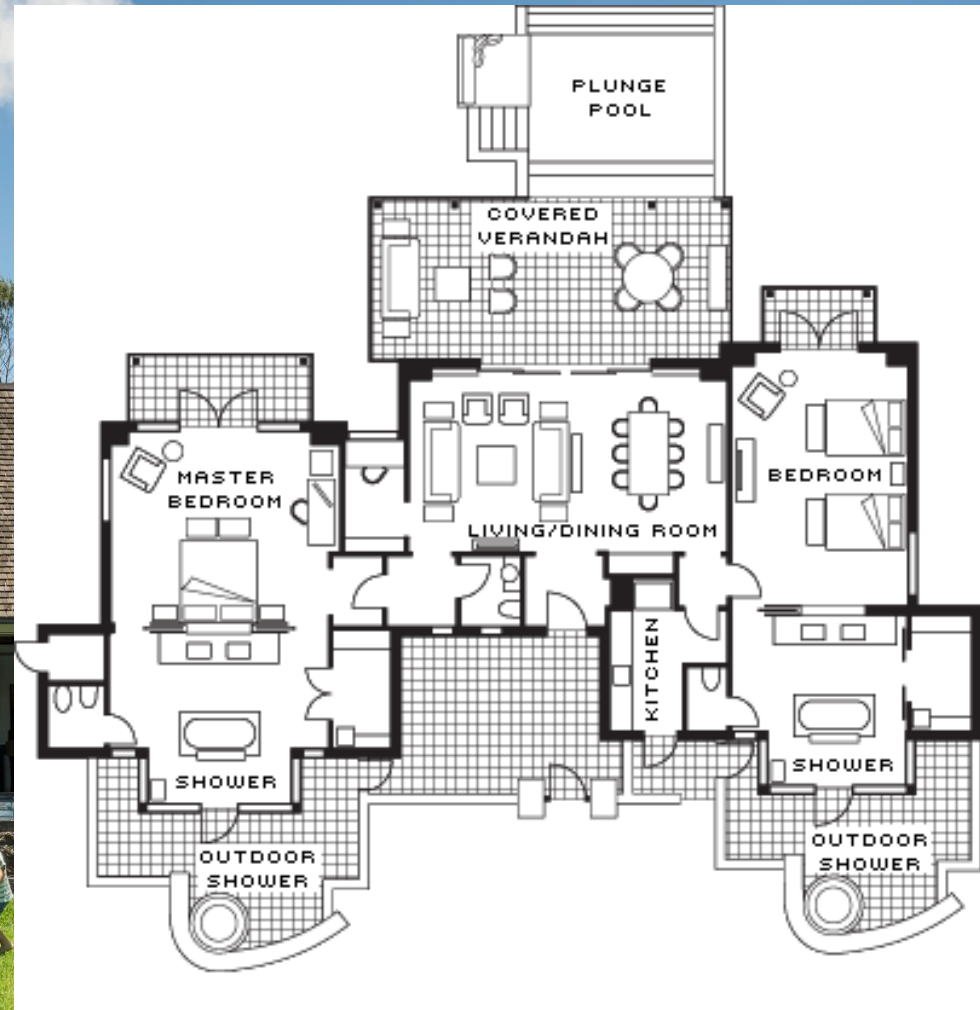 PLUNGE
POOL
COVERED
VERANDAH
MASTER
BEDROOM
BEDROOM
LIVING/DINING ROOM
KITCHEN
SHOWER
SHOWER
OUTDOOR
SHOWER
OUTDOOR
SHOWER